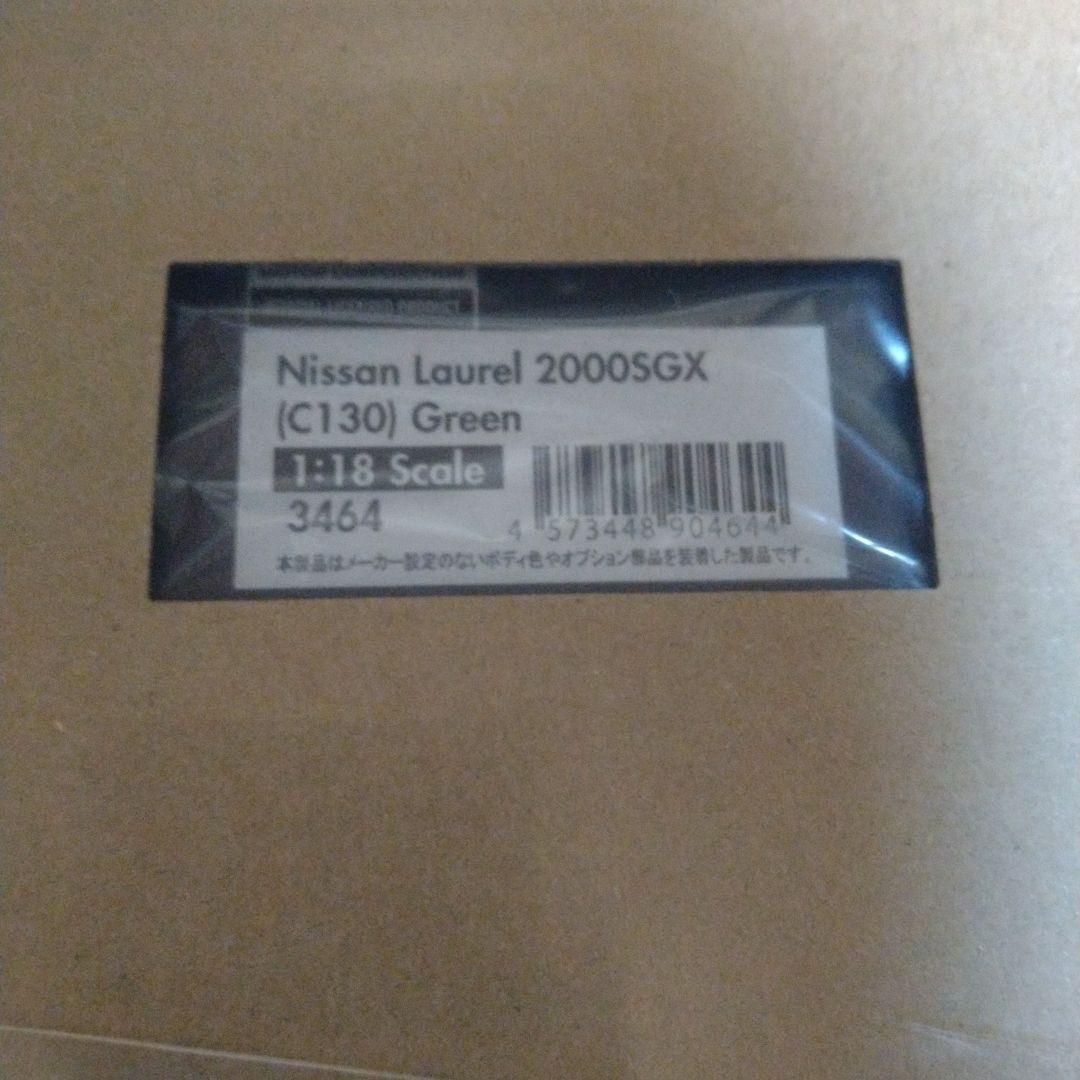 Nissan Laurel 2000SGX
(C130) Green
1:18 Scale
3464
4 573448 904644
本製品はメーカー設定のないボディ色やオプション部品を装着した製品です。